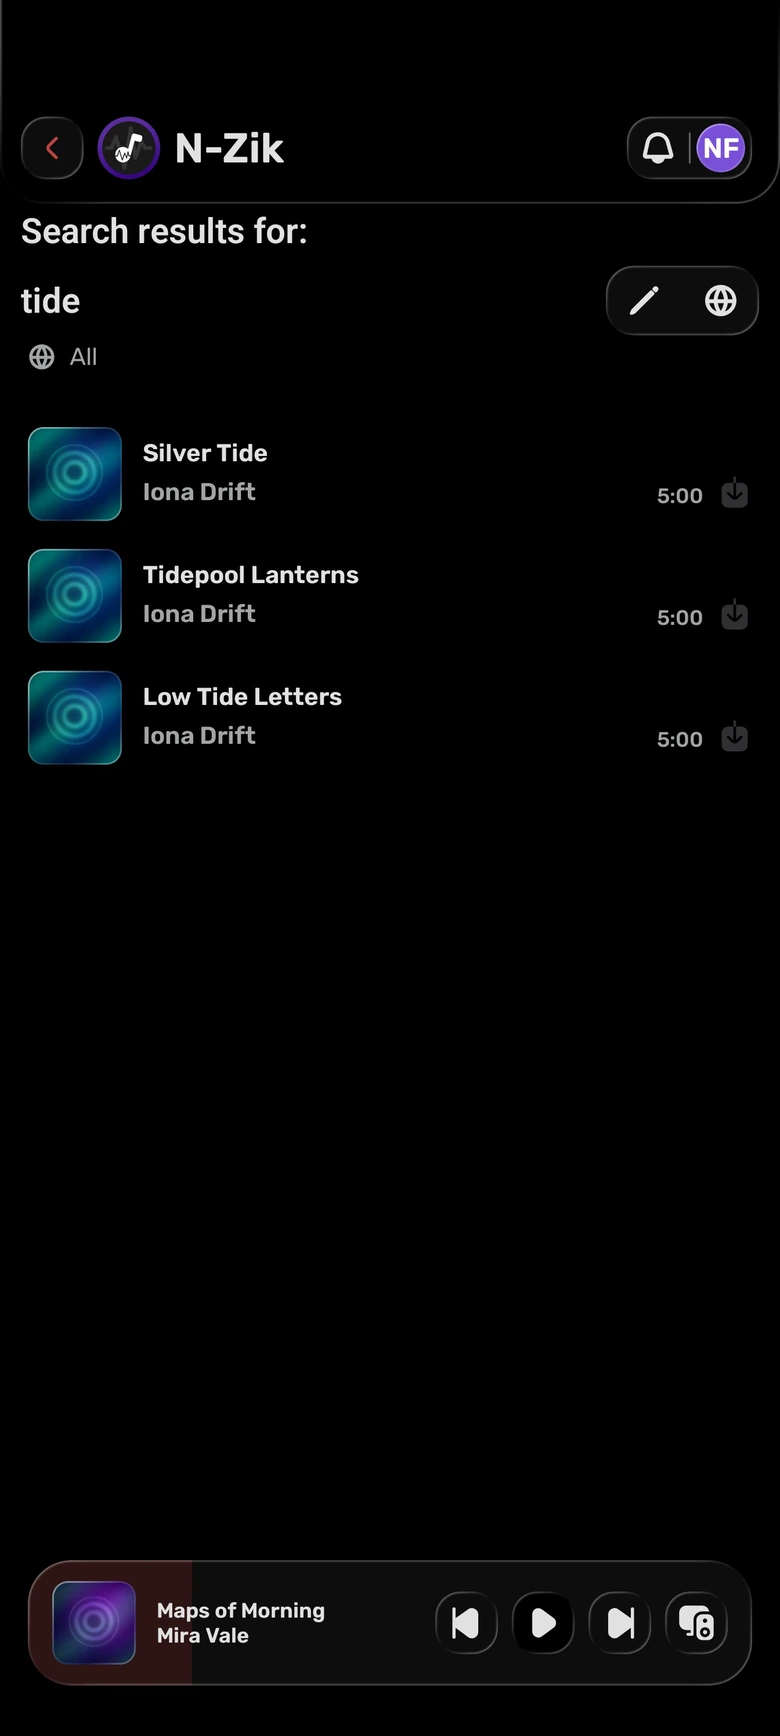 N-Zik
NF
Search results for:
tide
All
Silver Tide
Iona Drift
5:00
Tidepool Lanterns
Iona Drift
5:00
Low Tide Letters
Iona Drift
5:00
Maps of Morning
Mira Vale